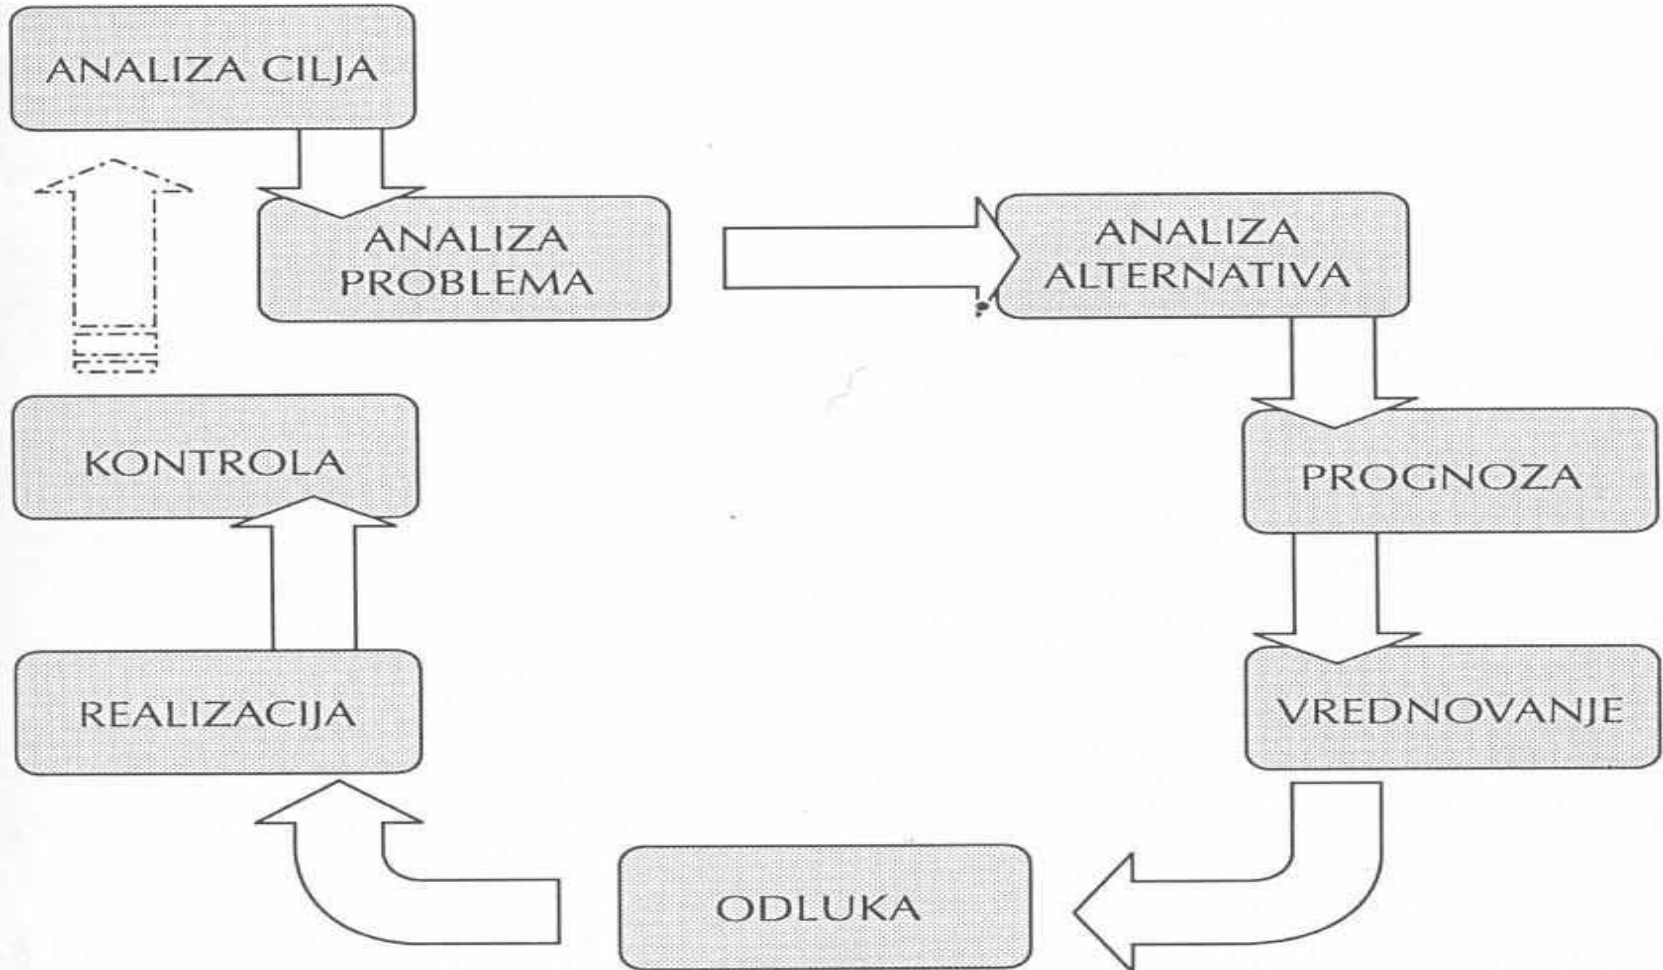 ANALIZA CILJA
ANALIZA
PROBLEMA
ANALIZA
ALTERNATIVA
PROGNOZA
VREDNOVANJE
ODLUKA
REALIZACIJA
KONTROLA